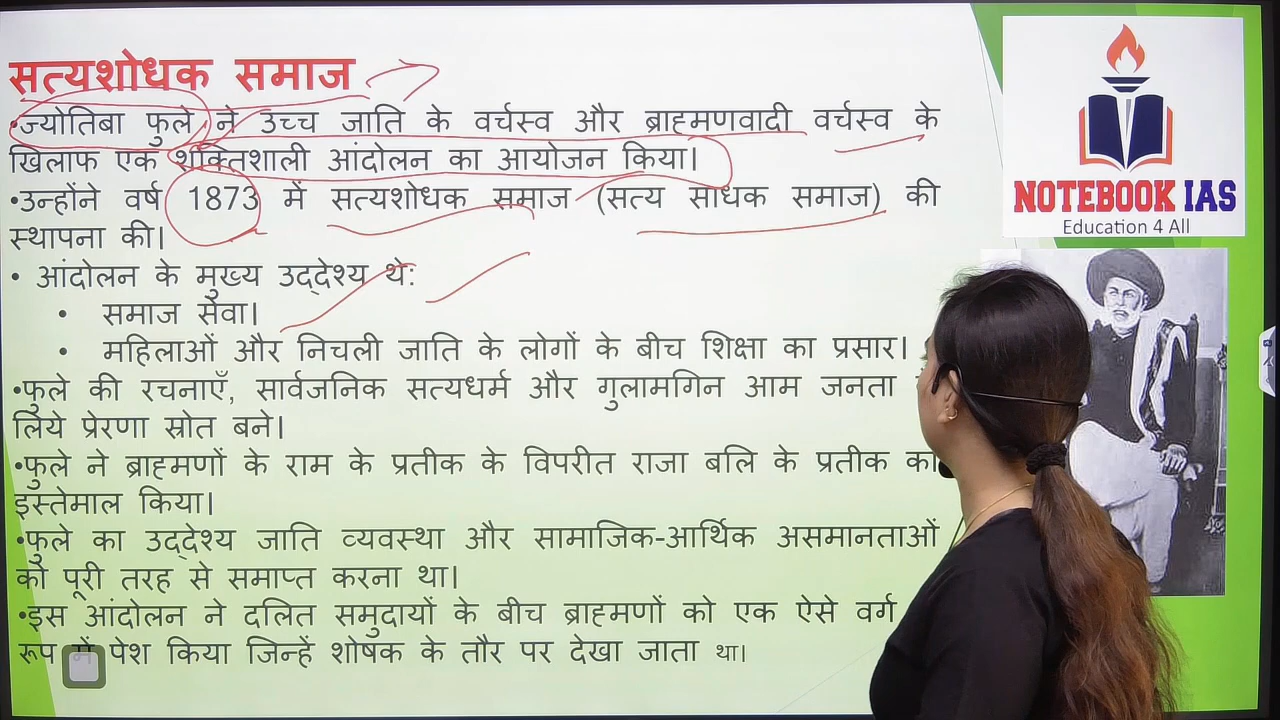 सत्यशोधक समाज
NOTEBOOK IAS
Education 4 All
•ज्योतिबा फुले ने उच्च जाति के वर्चस्व और ब्राह्मणवादी वर्चस्व के
खिलाफ एक शक्तिशाली आंदोलन का आयोजन किया।
•उन्होंने वर्ष 1873 में सत्यशोधक समाज (सत्य साधक समाज) की
स्थापना की।
• आंदोलन के मुख्य उद्देश्य थे:
• समाज सेवा।
• महिलाओं और निचली जाति के लोगों के बीच शिक्षा का प्रसार।
•फुले की रचनाएँ, सार्वजनिक सत्यधर्म और गुलामगिन आम जनता
लिये प्रेरणा स्रोत बने।
•फुले ने ब्राह्मणों के राम के प्रतीक के विपरीत राजा बलि के प्रतीक का
इस्तेमाल किया।
•फुले का उद्देश्य जाति व्यवस्था और सामाजिक-आर्थिक असमानताओं
को पूरी तरह से समाप्त करना था।
•इस आंदोलन ने दलित समुदायों के बीच ब्राह्मणों को एक ऐसे वर्ग
रूप में पेश किया जिन्हें शोषक के तौर पर देखा जाता था।